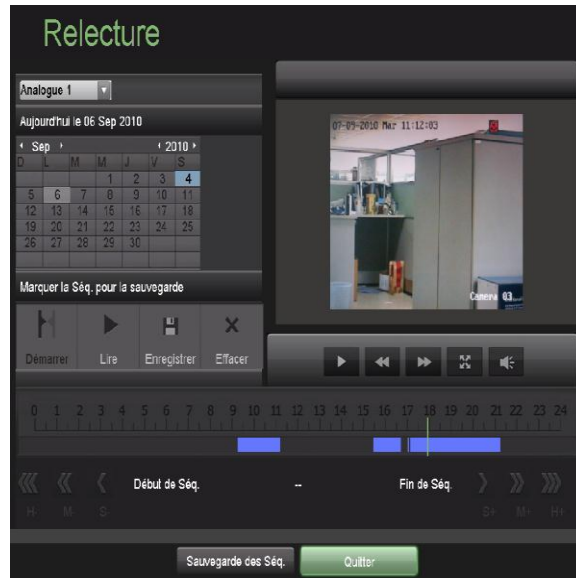 Relecture
Analogue 1
Aujourd'hui le 06 Sep 2010
Sep 2010
D L M M J V S
1 2 3 4
5 6 7 8 9 10 11
12 13 14 15 16 17 18
19 20 21 22 23 24 25
26 27 28 29 30
Marquer la Séq. pour la sauvegarde
Démarrer Lire Enregistrer Effacer
07-09-2010 Mar 11:12:03
Camera 03
0 1 2 3 4 5 6 7 8 9 10 11 12 13 14 15 16 17 18 19 20 21 22 23 24
Début de Séq. -- Fin de Séq.
H- M- S- S+ M+ H+
Sauvegarde des Séq. Quitter